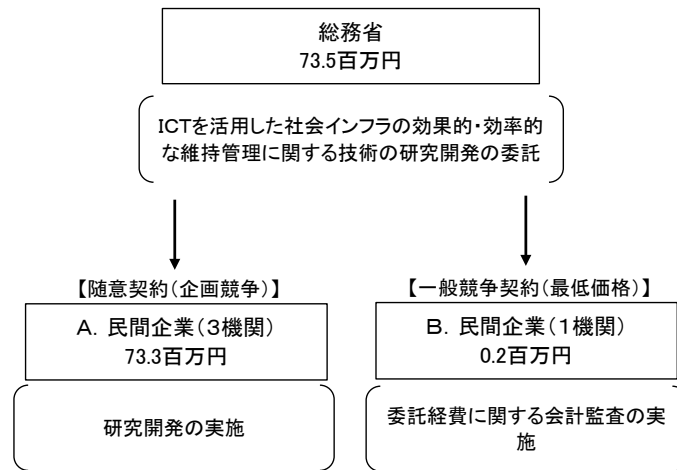 総務省
73.5百万円
ICTを活用した社会インフラの効果的・効率的
な維持管理に関する技術の研究開発の委託
【随意契約(企画競争)】
A. 民間企業(3機関)
73.3百万円
研究開発の実施
【一般競争契約(最低価格)】
B. 民間企業(1機関)
0.2百万円
委託経費に関する会計監査の実
施